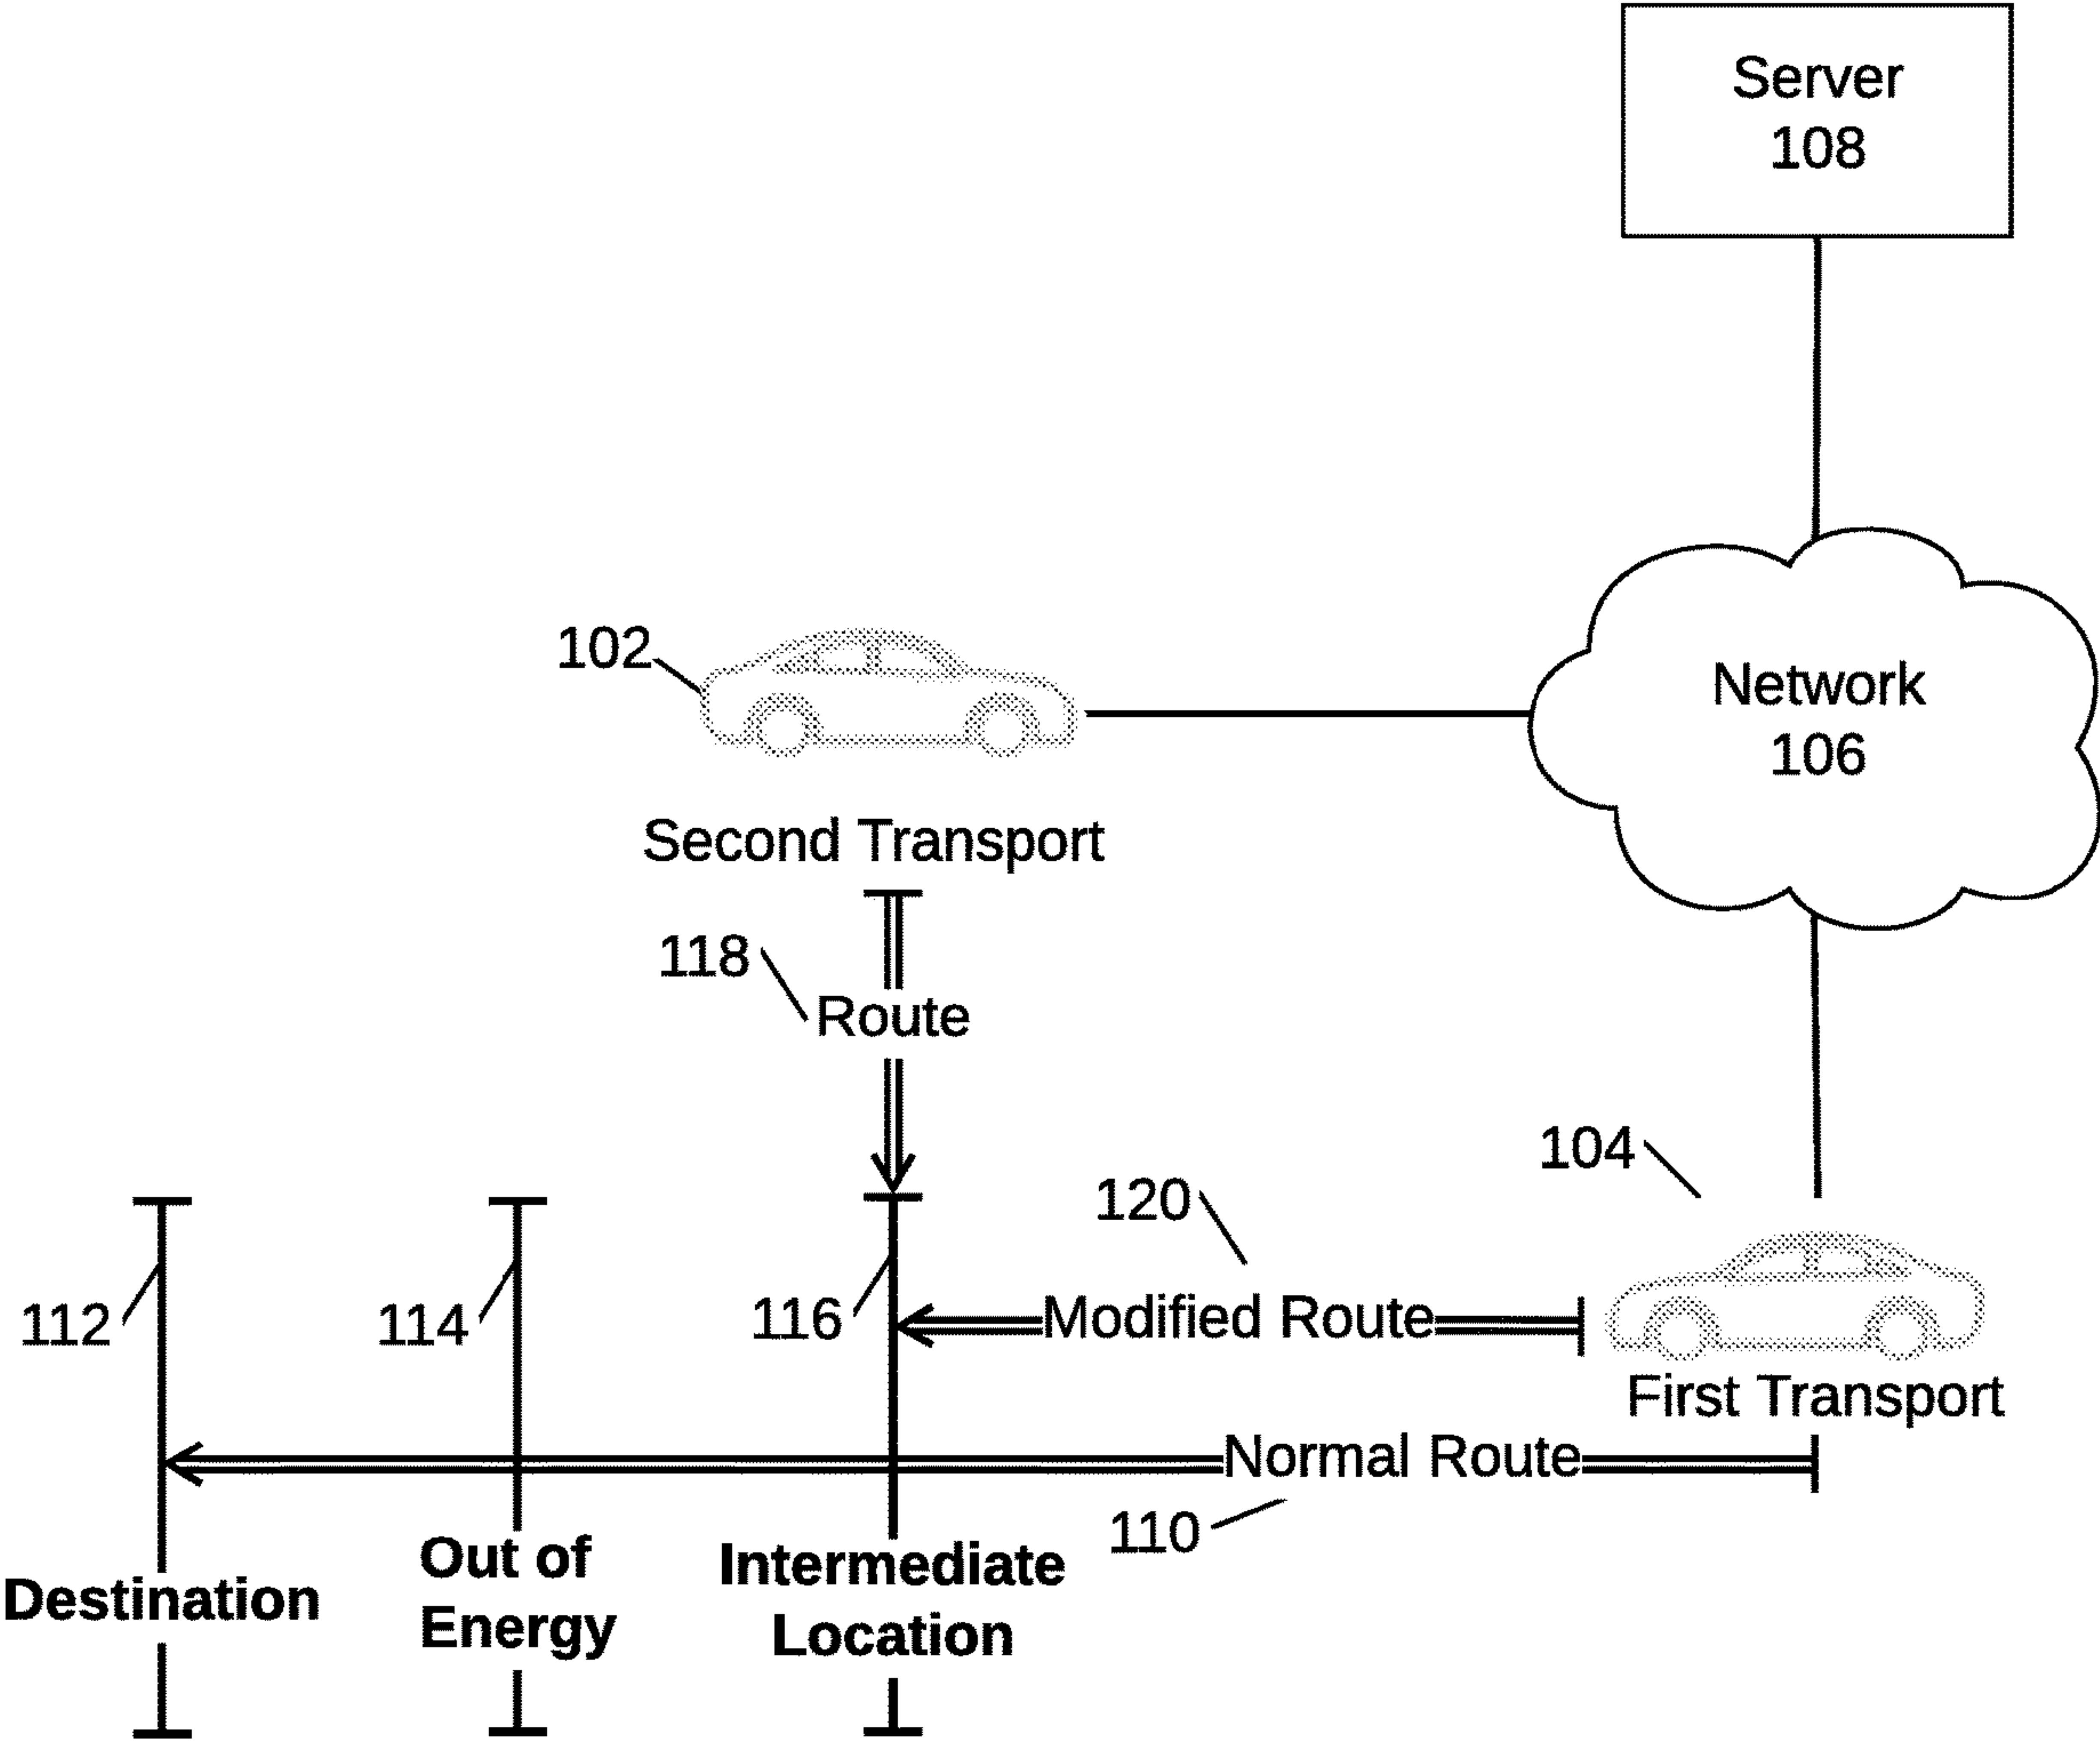 Server
108
102
Network
106
Second Transport
118
Route
104
120
112
114
116
Modified Route
First Transport
Normal Route
110
Out of
Energy
Intermediate
Location
Destination